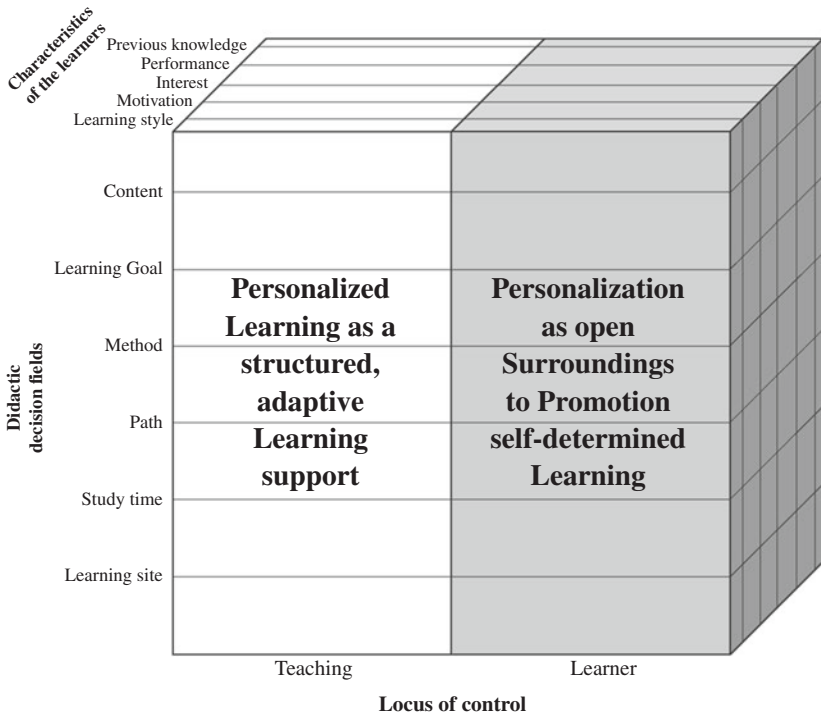 Characteristics
of the learners
Previous knowledge
Performance
Interest
Motivation
Learning style
Didactic
decision fields
Content
Learning Goal
Method
Path
Study time
Learning site
Personalized
Learning as a
structured,
adaptive
Learning
support
Personalization
as open
Surroundings
to Promotion
self-determined
Learning
Teaching
Learner
Locus of control